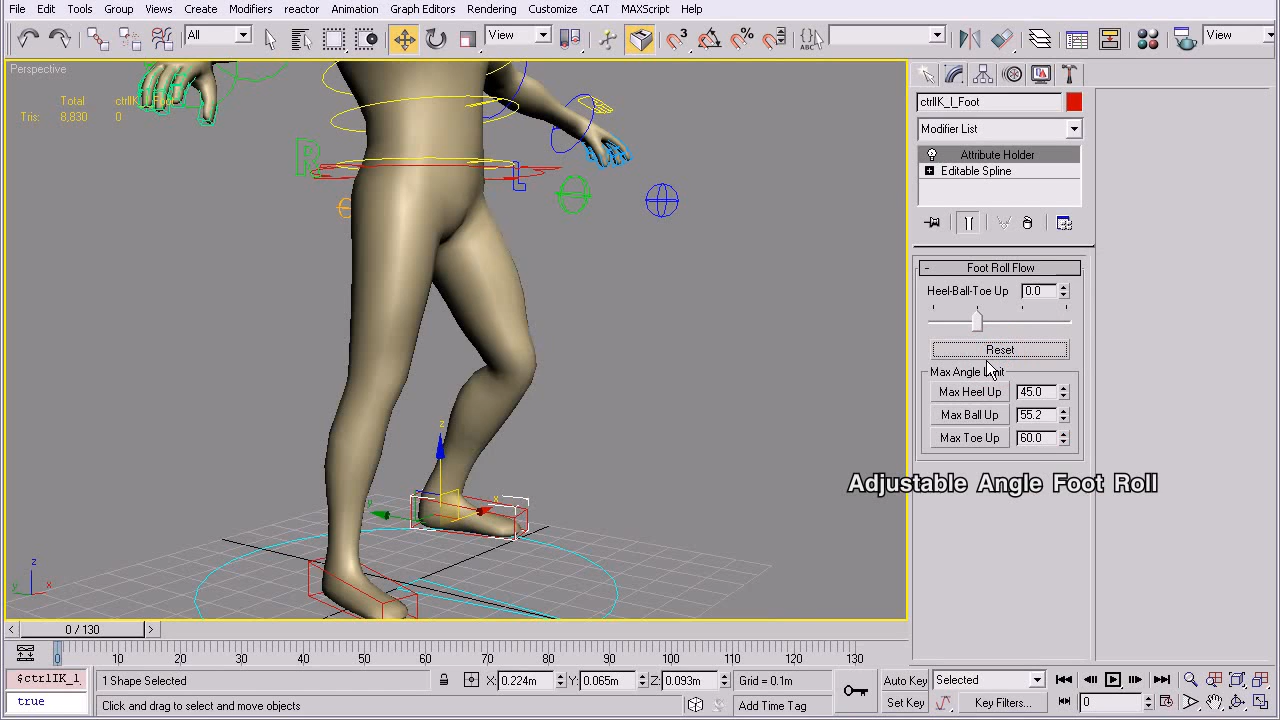 File Edit Tools Group Views Create Modifiers reactor Animation Graph Editors Rendering Customize CAT MAXScript Help
All View 3 % ABC View
Perspective
ctrlIK_l_Foot
Total ctrlIK_l_Foot
Tris: 8,830 0
Modifier List
Attribute Holder
Editable Spline
R
L
Foot Roll Flow
Heel-Ball-Toe Up 0.0
Reset
Max Angle Limit
Max Heel Up 45.0
Max Ball Up 55.2
Max Toe Up 60.0
z
x
y
Adjustable Angle Foot Roll
z
y x
0 / 130
0 10 20 30 40 50 60 70 80 90 100 110 120 130
$ctrlIK_l 1 Shape Selected X: 0.224m Y: 0.065m Z: 0.093m Grid = 0.1m Auto Key Selected
true Click and drag to select and move objects Add Time Tag Set Key Key Filters... 0